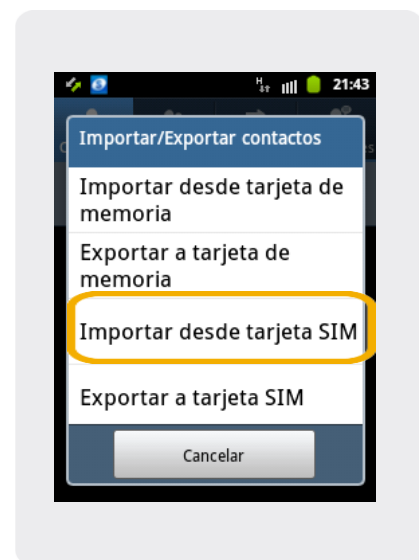 H
21:43
Importar/Exportar contactos
Importar desde tarjeta de
memoria
Exportar a tarjeta de
memoria
Importar desde tarjeta SIM
Exportar a tarjeta SIM
Cancelar